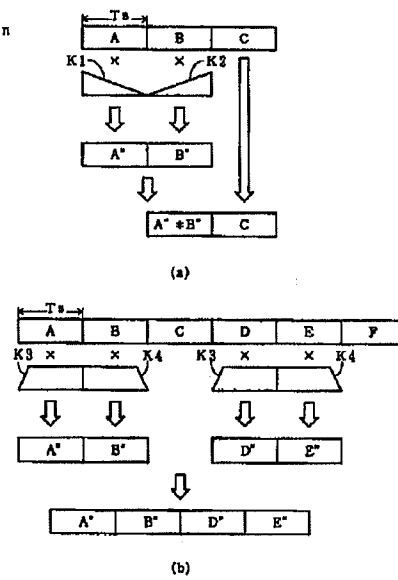 n
Ts
A B C
K1 × × K2
A" B"
A" *B" C
(a)
Ts
A B C D E F
K3 × × K4 K3 × × K4
A" B" D" E"
A" B" D" E"
(b)